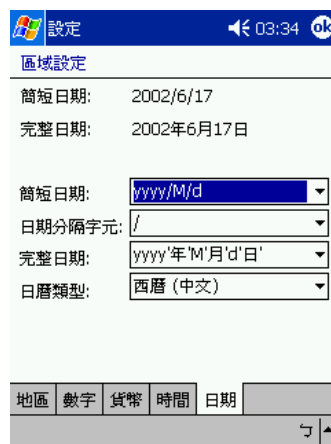 設定 03:34 ok
區域設定
簡短日期: 2002/6/17
完整日期: 2002年6月17日
簡短日期: yyyy/M/d
日期分隔字元: /
完整日期: yyyy'年'M'月'd'日'
日曆類型: 西曆 (中文)
地區 數字 貨幣 時間 日期
ㄅ